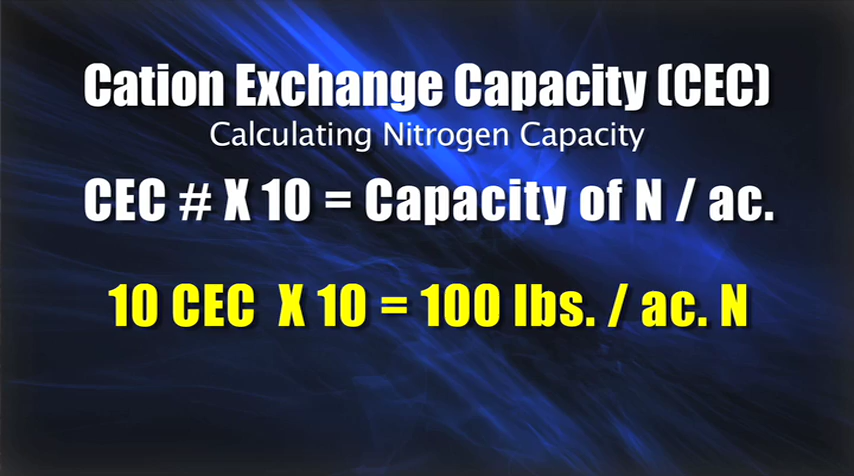 Cation Exchange Capacity (CEC)
Calculating Nitrogen Capacity
CEC # X 10 = Capacity of N / ac.
10 CEC X 10 = 100 lbs. / ac. N